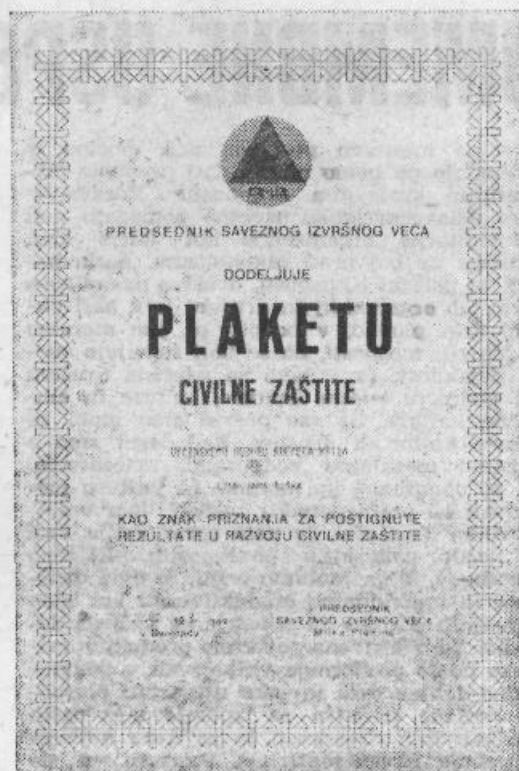 PREDSEDNIK SAVEZNOG IZVRŠNOG VEĆA
DODELJUJE
PLAKETU
CIVILNE ZAŠTITE
KAO ZNAK PRIZNANJA ZA POSTIGNUTE
REZULTATE U RAZVOJU CIVILNE ZAŠTITE
PREDSEDNIK
SAVEZNOG IZVRŠNOG VEĆA